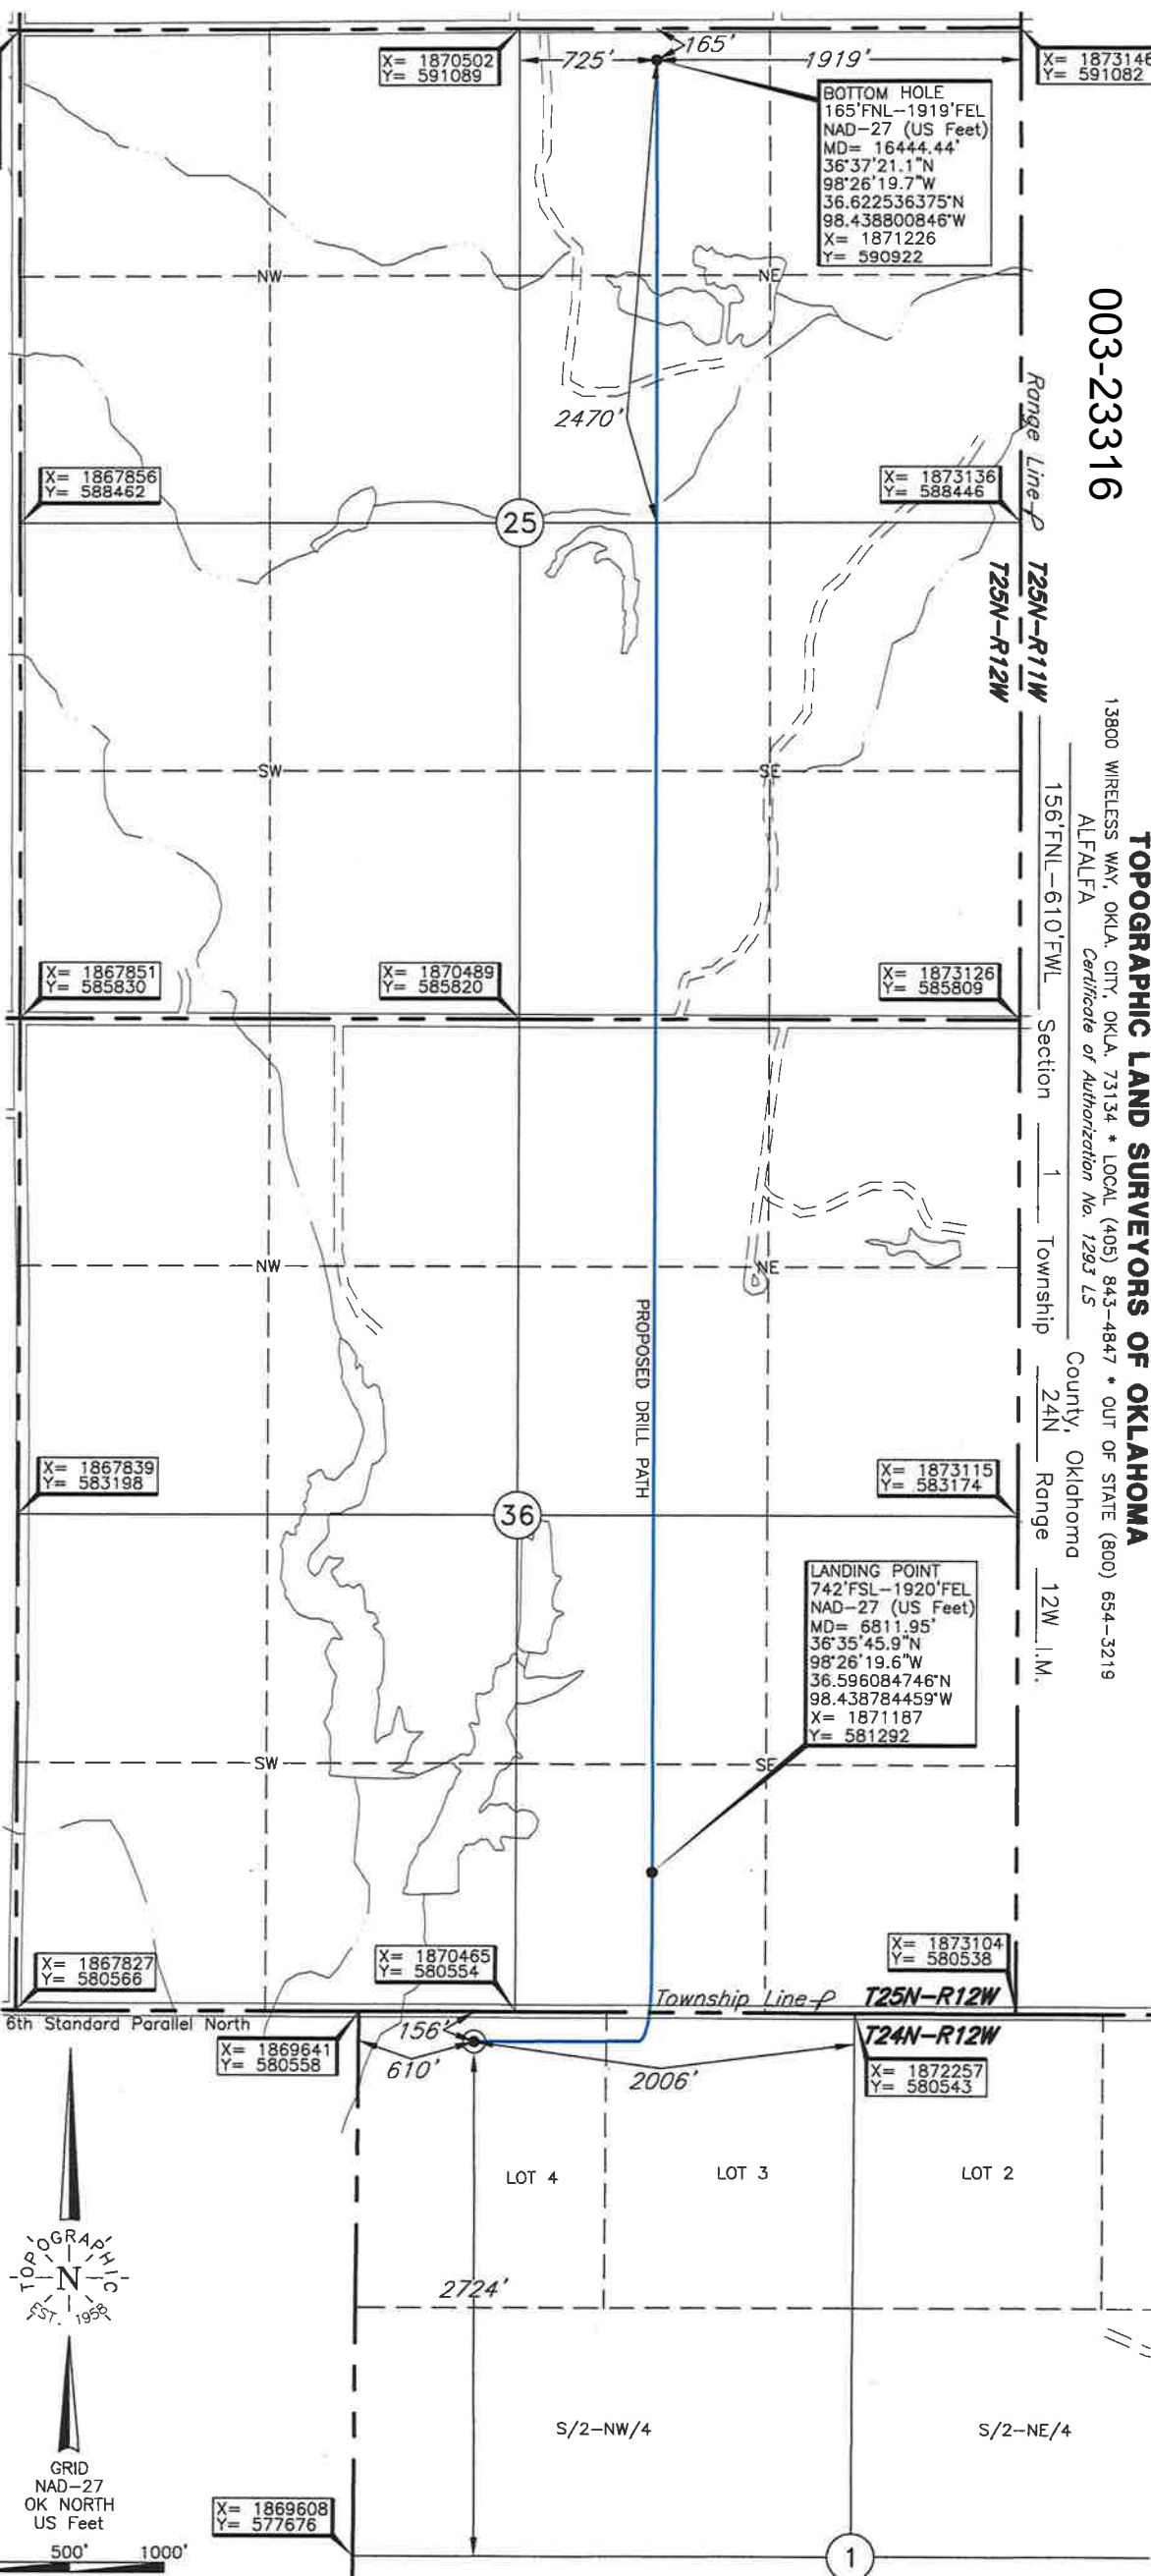 TOPOGRAPHIC LAND SURVEYORS OF OKLAHOMA
13800 WIRELESS WAY, OKLA. CITY, OKLA. 73134 * LOCAL (405) 843-4847 * OUT OF STATE (800) 654-3219
Certificate of Authorization No. 1293 LS
ALFALFA County, Oklahoma
156'FNL-610'FWL Section 1 Township 24N Range 12W I.M.
003-23316
X= 1870502
Y= 591089
725'
165'
1919'
X= 1873146
Y= 591082
BOTTOM HOLE
165'FNL-1919'FEL
NAD-27 (US Feet)
MD= 16444.44'
36°37'21.1"N
98°26'19.7"W
36.622536375°N
98.438800846°W
X= 1871226
Y= 590922
NW
NE
2470'
Range Line
X= 1867856
Y= 588462
25
X= 1873136
Y= 588446
T25N-R11W
T25N-R12W
SW
SE
X= 1867851
Y= 585830
X= 1870489
Y= 585820
X= 1873126
Y= 585809
NW
NE
PROPOSED DRILL PATH
X= 1867839
Y= 583198
36
X= 1873115
Y= 583174
LANDING POINT
742'FSL-1920'FEL
NAD-27 (US Feet)
MD= 6811.95'
36°35'45.9"N
98°26'19.6"W
36.596084746°N
98.438784459°W
X= 1871187
Y= 581292
SW
SE
X= 1867827
Y= 580566
X= 1870465
Y= 580554
X= 1873104
Y= 580538
Township Line
T25N-R12W
6th Standard Parallel North
T24N-R12W
X= 1869641
Y= 580558
156'
610'
2006'
X= 1872257
Y= 580543
LOT 4
LOT 3
LOT 2
TOPOGRAPHIC
N
EST. 1958
2724'
S/2-NW/4
S/2-NE/4
GRID
NAD-27
OK NORTH
US Feet
X= 1869608
Y= 577676
500'
1000'
1